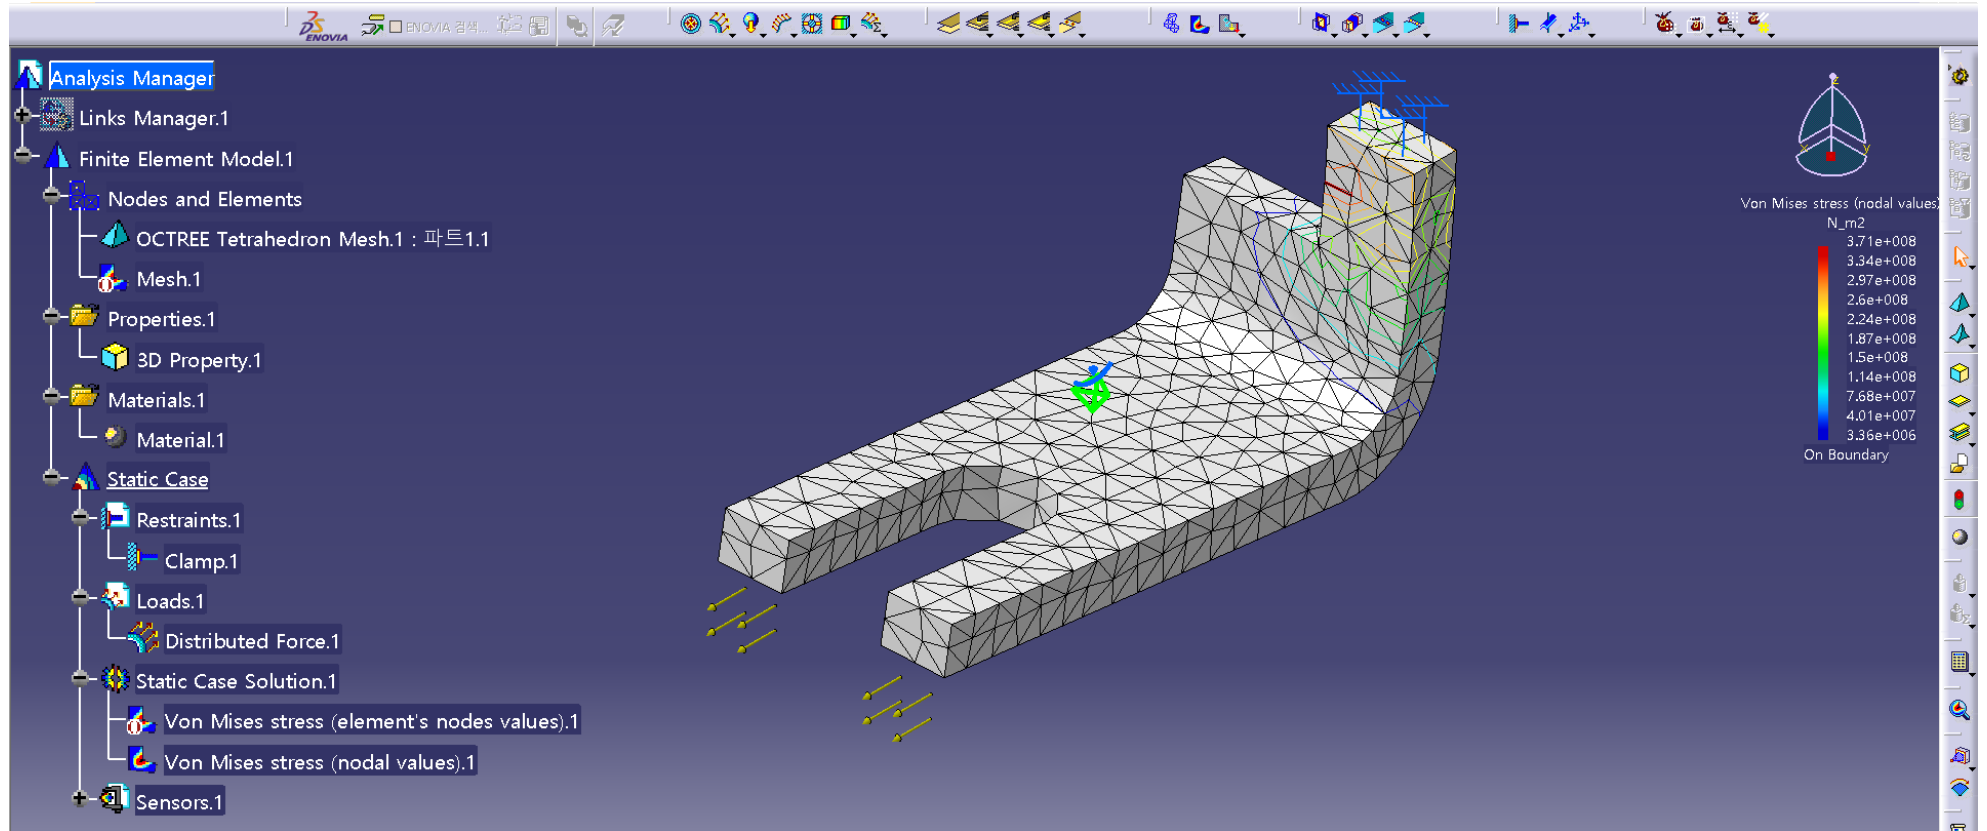 ENOVIA
ENOVIA 검색...
Analysis Manager
Links Manager.1
Finite Element Model.1
Nodes and Elements
OCTREE Tetrahedron Mesh.1 : 파트1.1
Mesh.1
Properties.1
3D Property.1
Materials.1
Material.1
Static Case
Restraints.1
Clamp.1
Loads.1
Distributed Force.1
Static Case Solution.1
Von Mises stress (element's nodes values).1
Von Mises stress (nodal values).1
Sensors.1
z
x
y
Von Mises stress (nodal values)
N_m2
3.71e+008
3.34e+008
2.97e+008
2.6e+008
2.24e+008
1.87e+008
1.5e+008
1.14e+008
7.68e+007
4.01e+007
3.36e+006
On Boundary